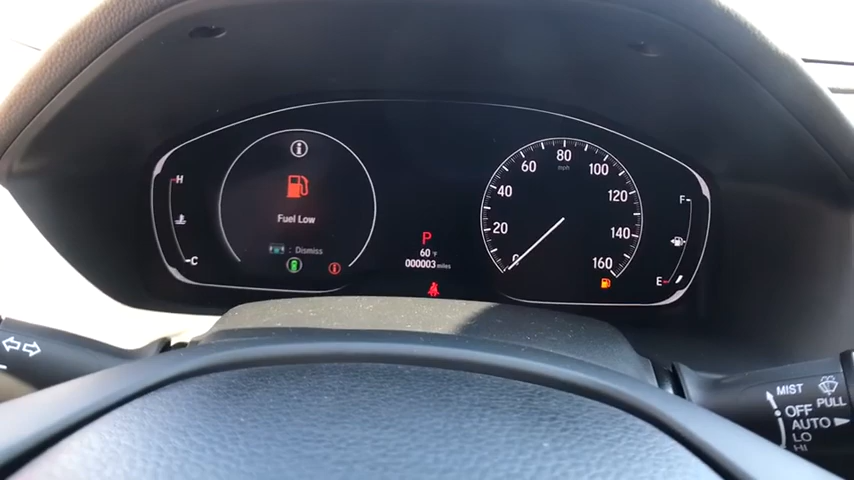 H
C
i
Fuel Low
: Dismiss
P
60°F
000003 miles
0
20
40
60
80
100
120
140
160
mph
F
E
MIST
PULL
OFF
AUTO
LO
HI